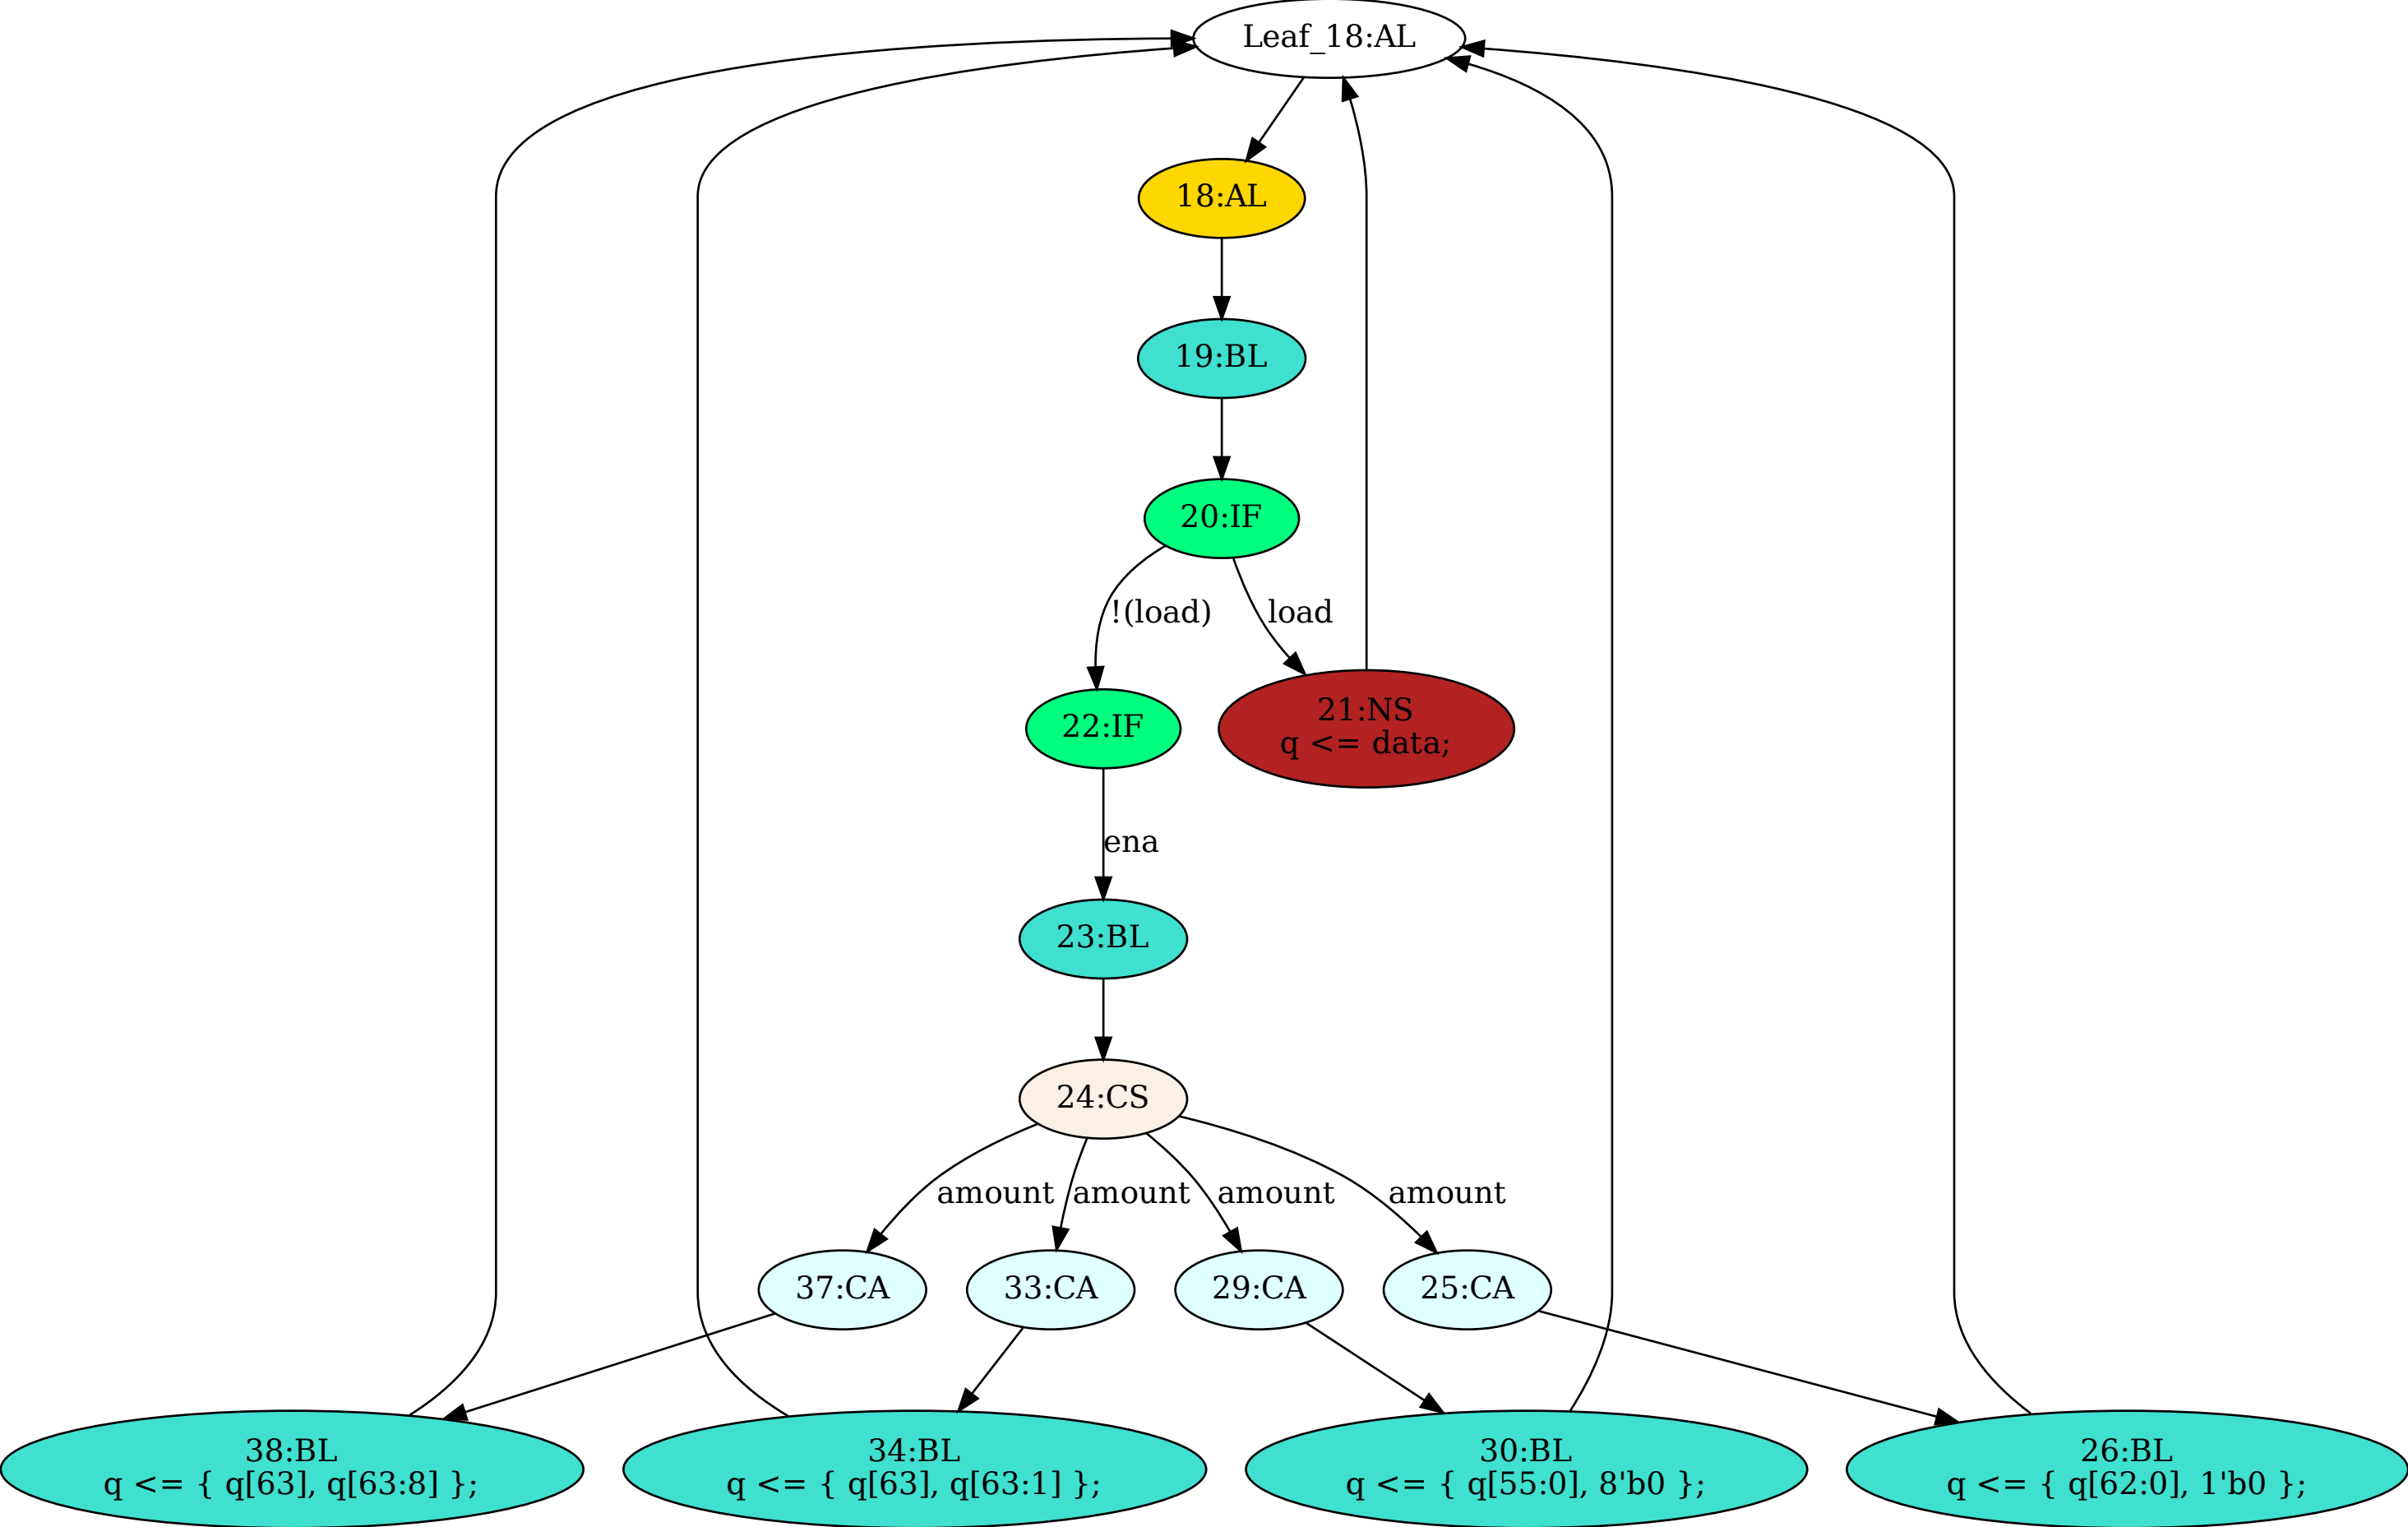 Leaf_18:AL
18:AL
19:BL
20:IF
!(load)
load
22:IF
21:NS
q <= data;
ena
23:BL
24:CS
amount
amount
amount
amount
37:CA
33:CA
29:CA
25:CA
38:BL
q <= { q[63], q[63:8] };
34:BL
q <= { q[63], q[63:1] };
30:BL
q <= { q[55:0], 8'b0 };
26:BL
q <= { q[62:0], 1'b0 };